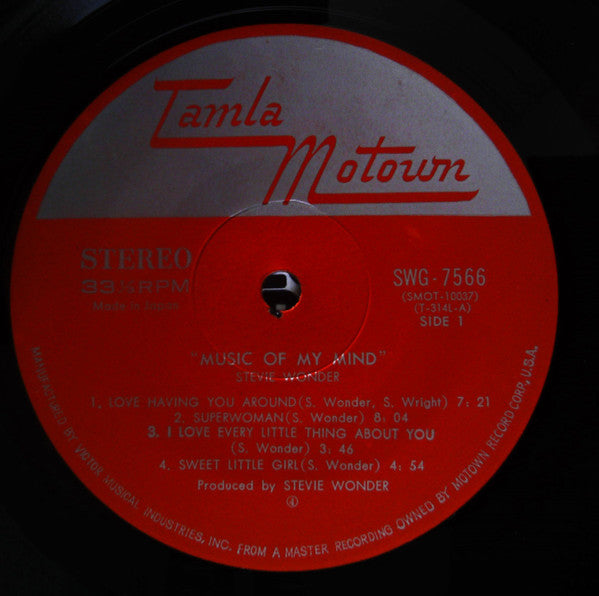 Tamla
Motown
STEREO
33⅓RPM
Made in Japan
SWG-7566
(SMOT-10037)
(T-314L-A)
SIDE 1
"MUSIC OF MY MIND"
STEVIE WONDER
1. LOVE HAVING YOU AROUND(S. Wonder, S. Wright) 7: 21
2. SUPERWOMAN(S. Wonder) 8: 04
3. I LOVE EVERY LITTLE THING ABOUT YOU
(S. Wonder) 3: 46
4. SWEET LITTLE GIRL(S. Wonder) 4: 54
Produced by STEVIE WONDER
④
MANUFACTURED BY VICTOR MUSICAL INDUSTRIES, INC. FROM A MASTER RECORDING OWNED BY MOTOWN RECORD CORP., U.S.A.